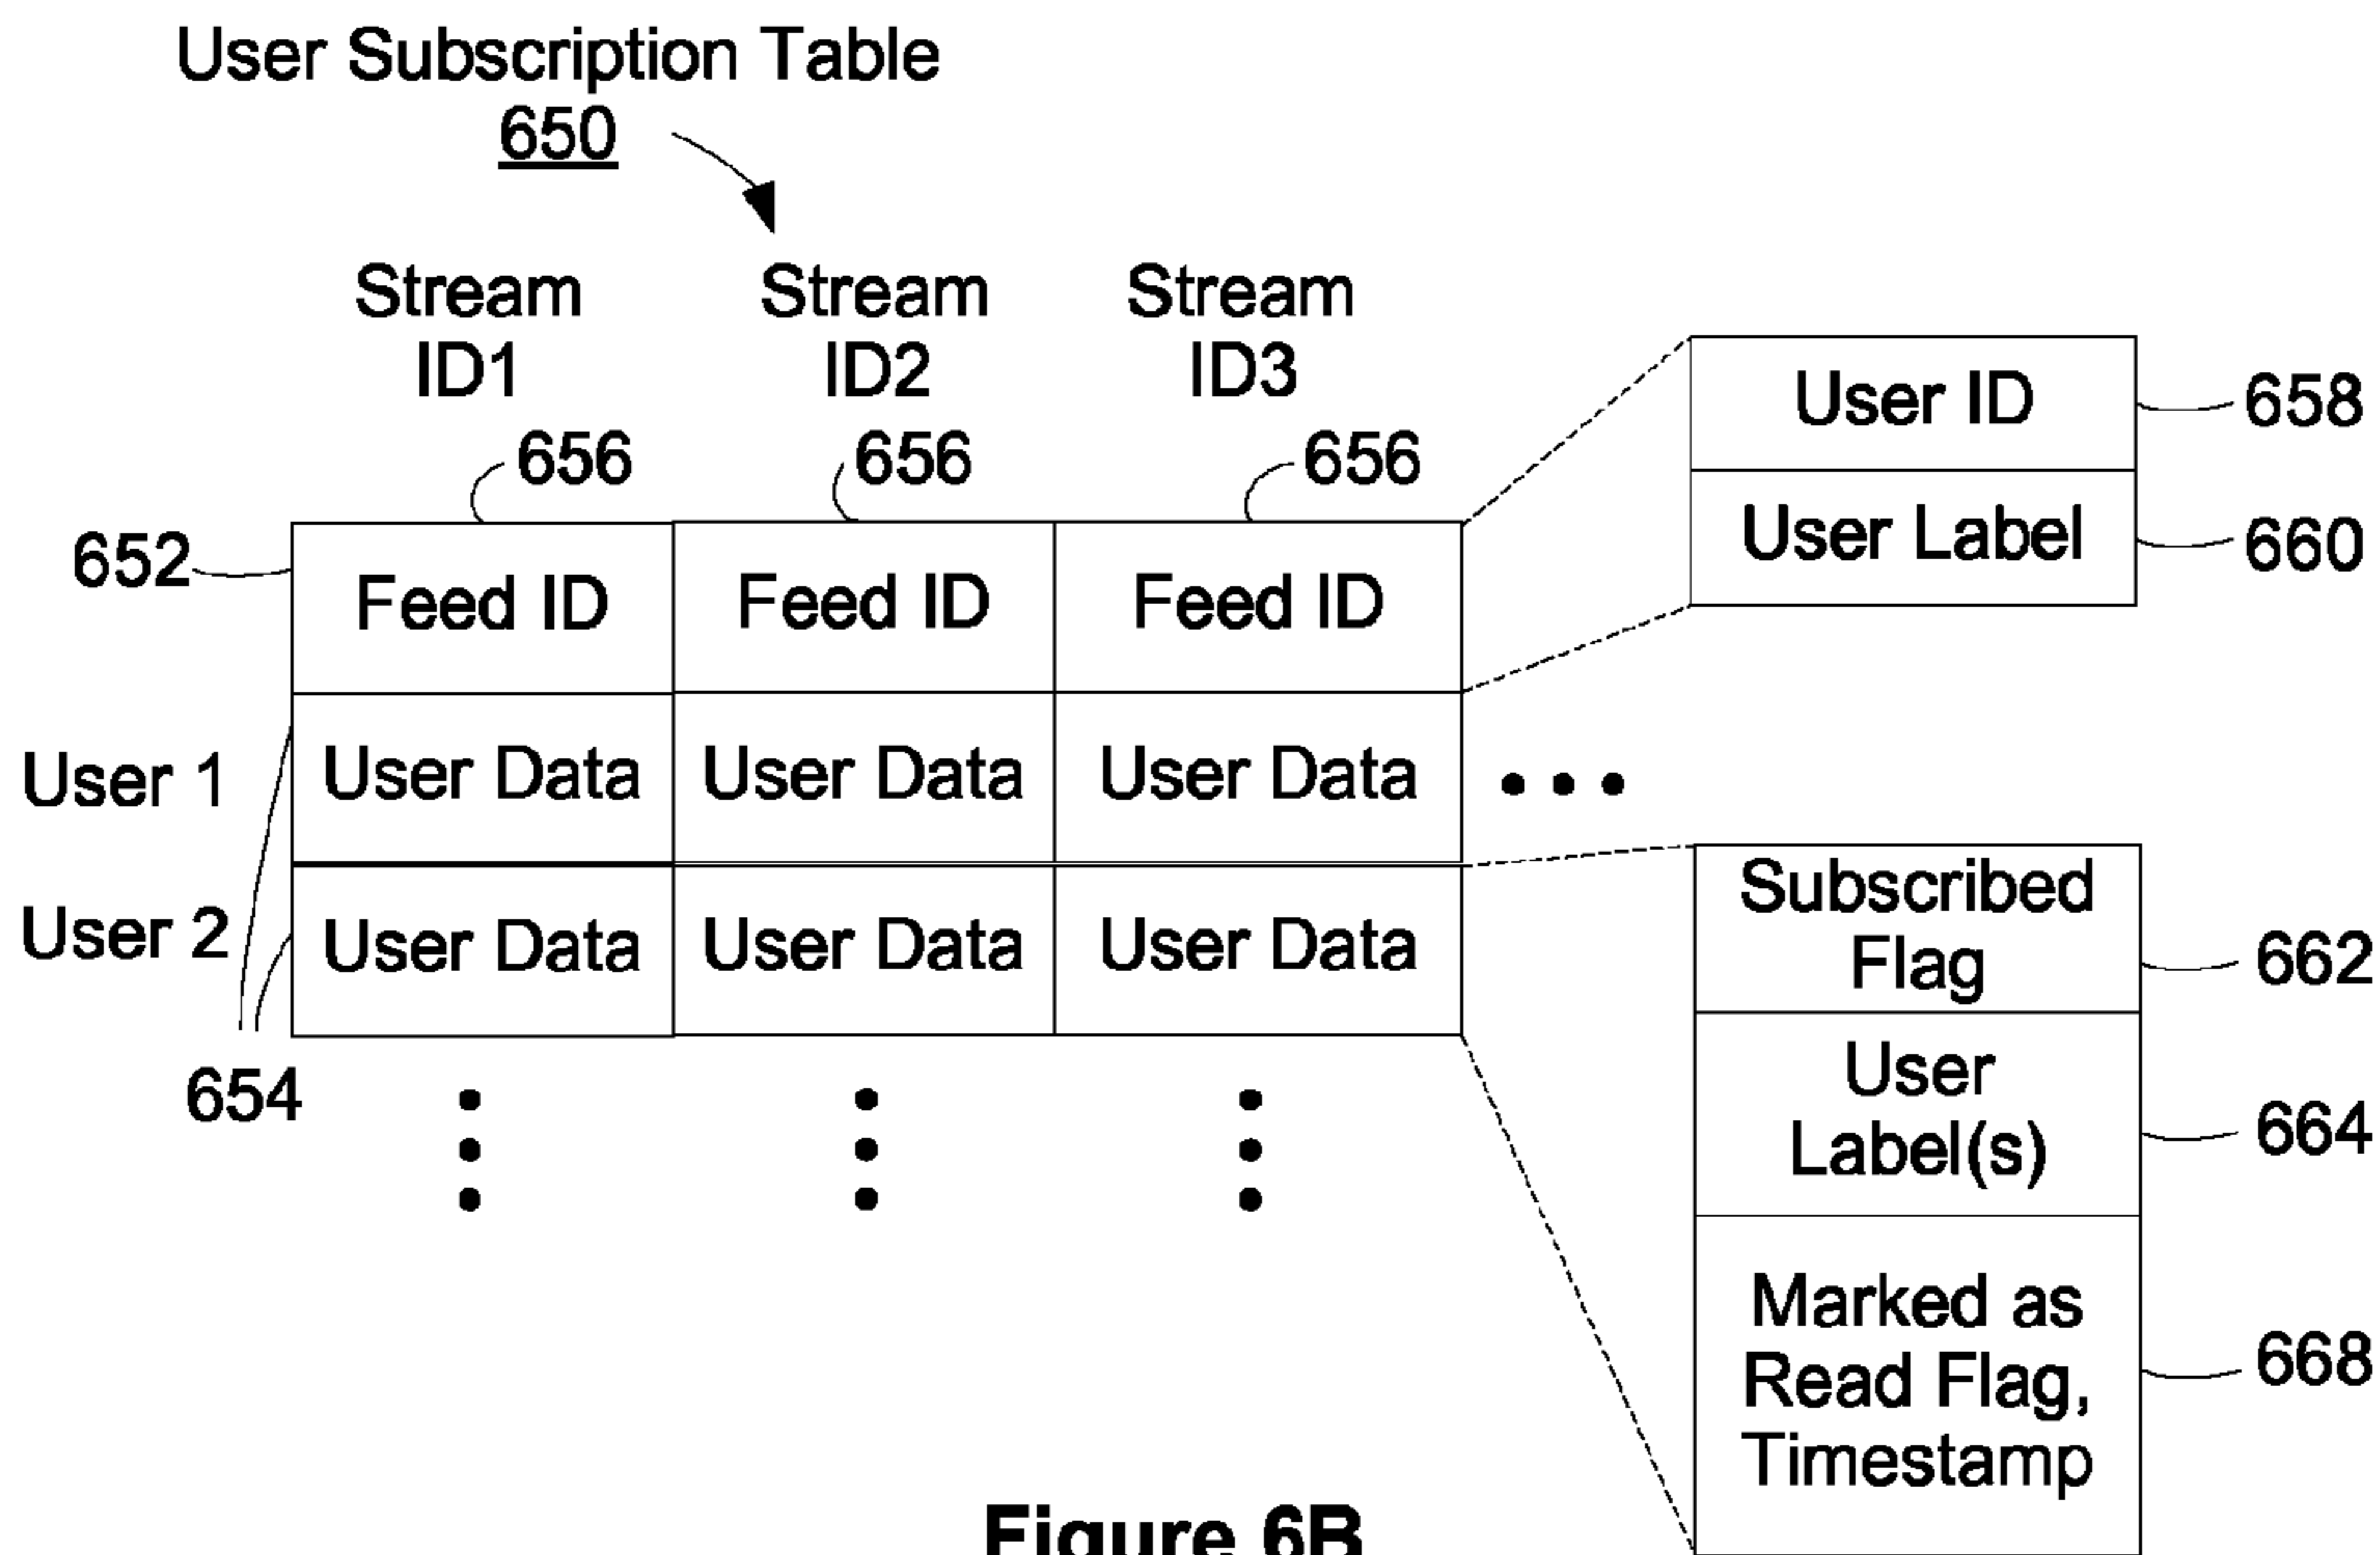 User Subscription Table
650
Stream Stream Stream
ID1 ID2 ID3
656 656 656
652
Feed ID Feed ID Feed ID
User 1 User Data User Data User Data
User 2 User Data User Data User Data
654
User ID 658
User Label 660
Subscribed
Flag 662
User
Label(s) 664
Marked as
Read Flag, 668
Timestamp
Figure 6B